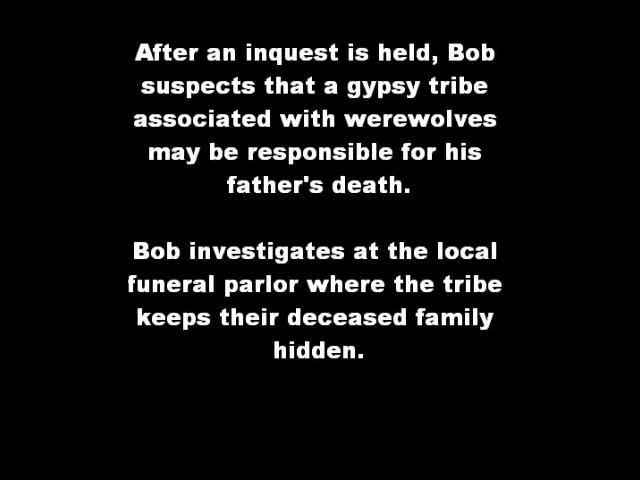 After an inquest is held, Bob
suspects that a gypsy tribe
associated with werewolves
may be responsible for his
father's death.
Bob investigates at the local
funeral parlor where the tribe
keeps their deceased family
hidden.